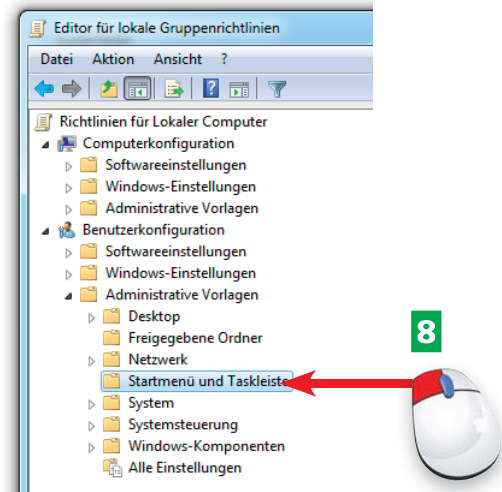 Editor für lokale Gruppenrichtlinien
Datei Aktion Ansicht ?
Richtlinien für Lokaler Computer
Computerkonfiguration
Softwareeinstellungen
Windows-Einstellungen
Administrative Vorlagen
Benutzerkonfiguration
Softwareeinstellungen
Windows-Einstellungen
Administrative Vorlagen
Desktop
Freigegebene Ordner
Netzwerk
Startmenü und Taskleiste
System
Systemsteuerung
Windows-Komponenten
Alle Einstellungen
8